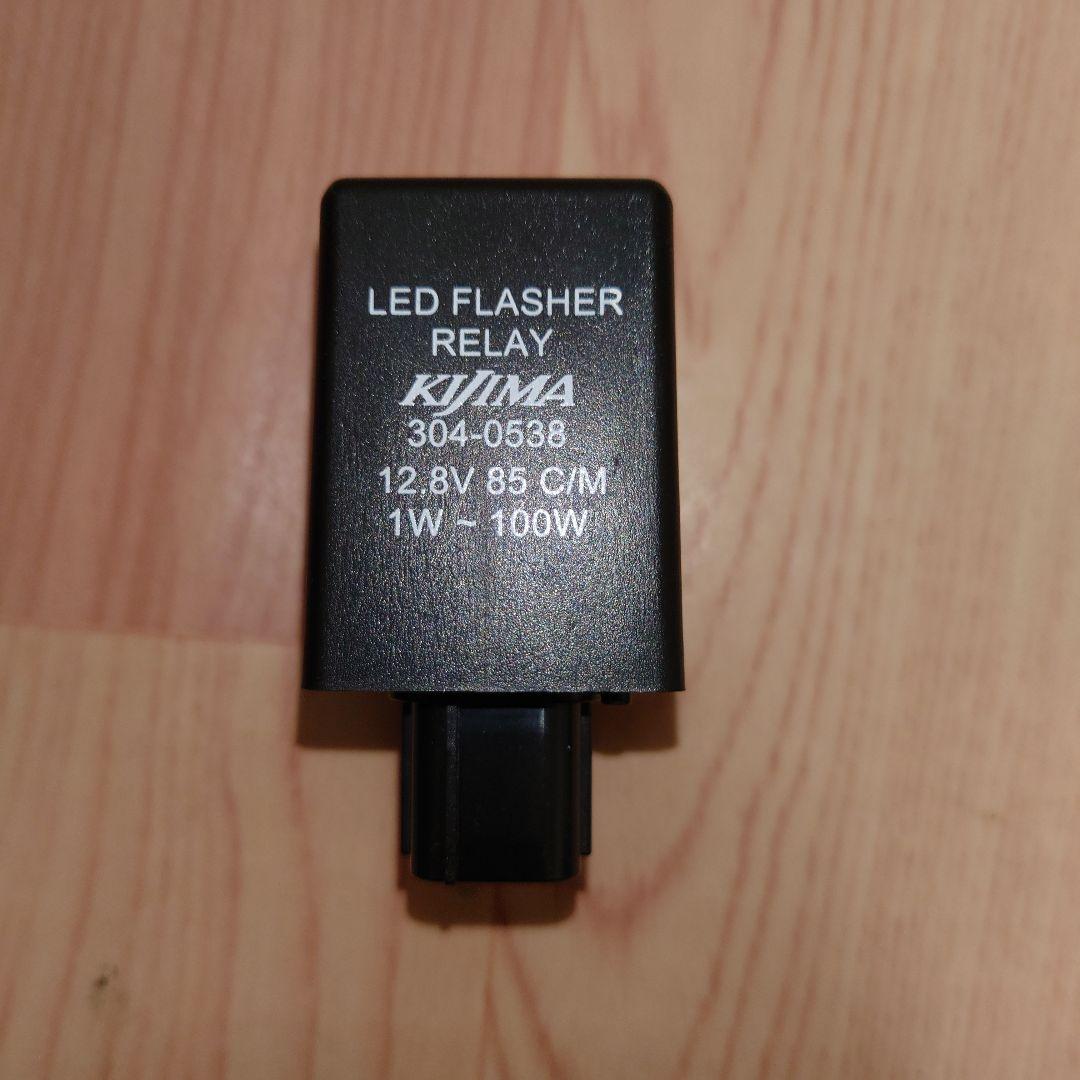 LED FLASHER
RELAY
KIJIMA
304-0538
12.8V 85 C/M
1W ~ 100W